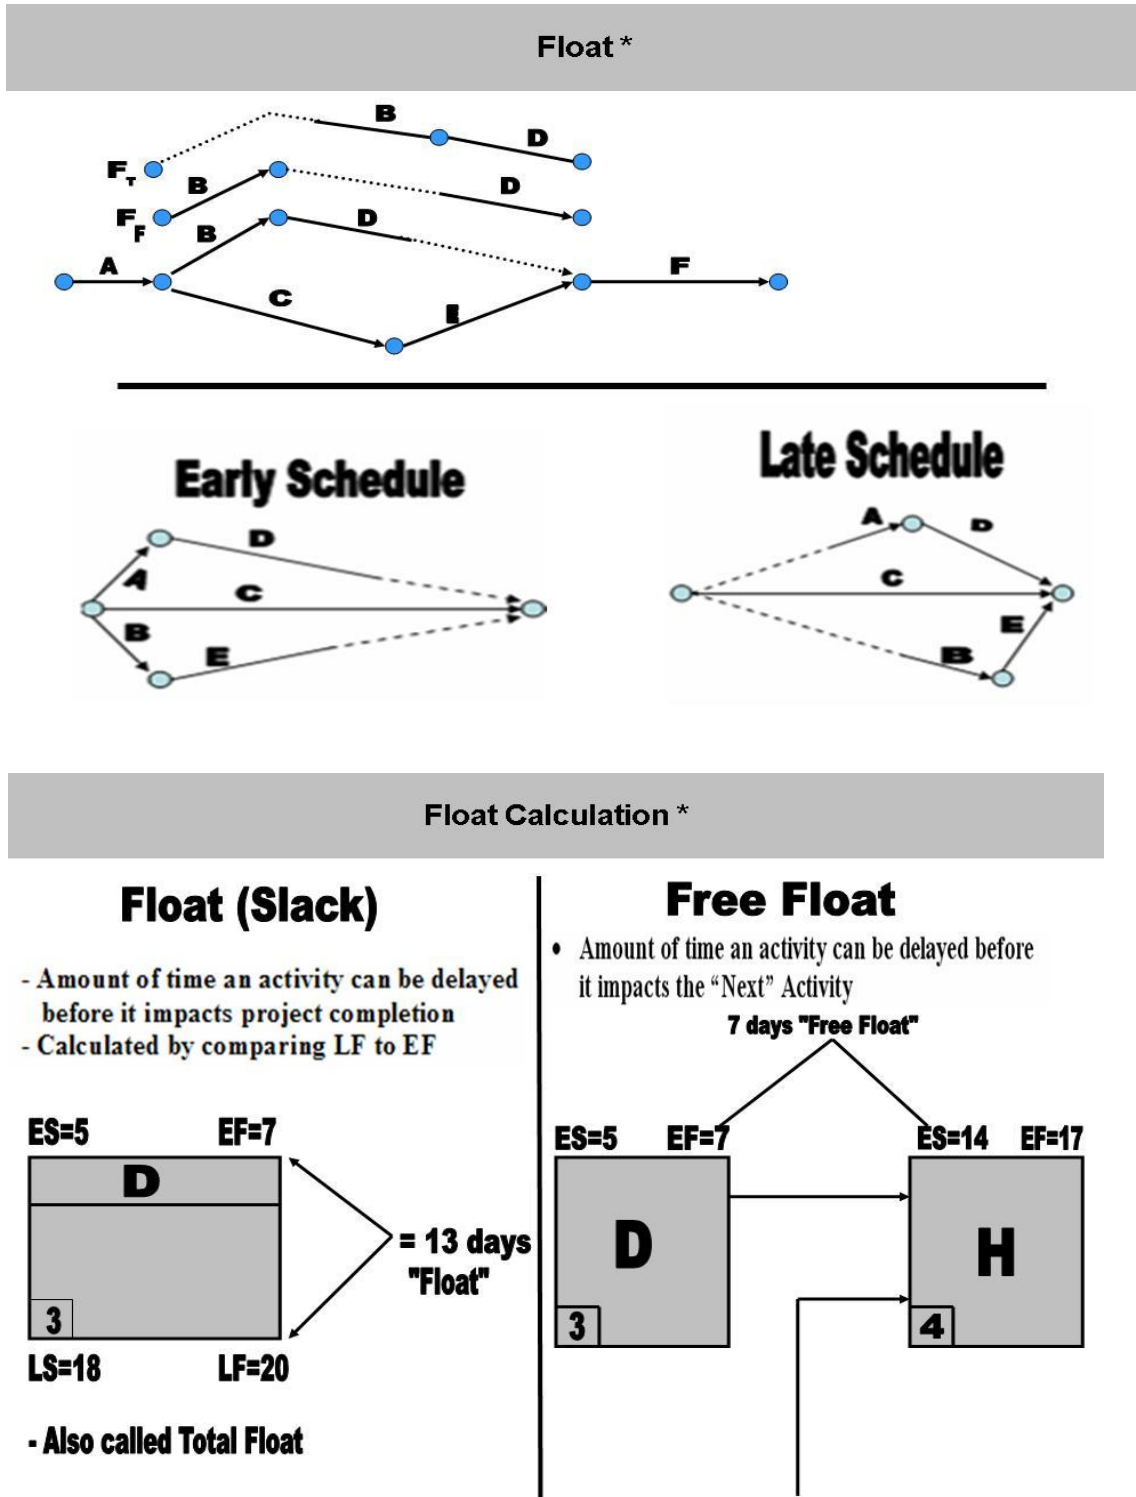 Float *
B
D
F T
B
D
F F
B
D
A
F
C
E
Early Schedule
Late Schedule
D
A
C
B
E
A
D
C
E
B
Float Calculation *
Float (Slack)
- Amount of time an activity can be delayed
before it impacts project completion
- Calculated by comparing LF to EF
ES=5 EF=7
D
= 13 days
"Float"
3
LS=18 LF=20
- Also called Total Float
Free Float
• Amount of time an activity can be delayed before
it impacts the “Next” Activity
7 days "Free Float"
ES=5 EF=7 ES=14 EF=17
D H
3 4